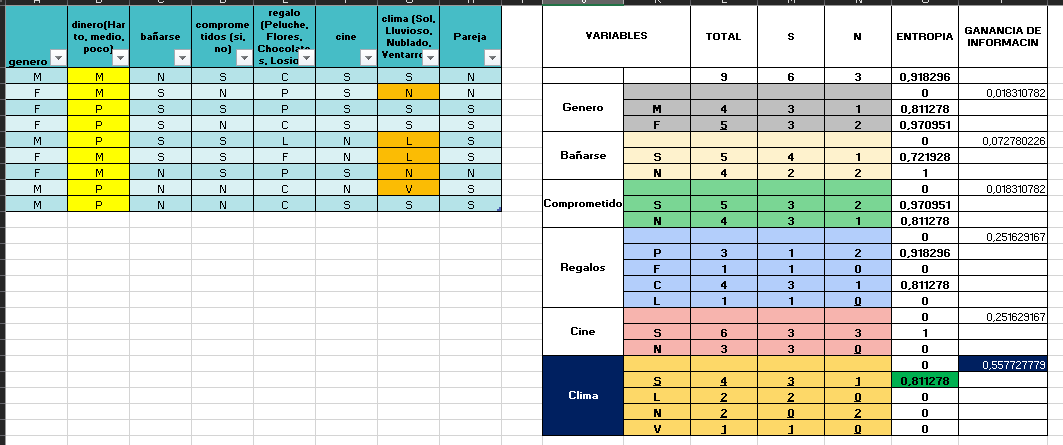 genero dinero(Harto, medio, poco) bañarse comprometidos (si, no) regalo (Peluche, Flores, Chocolates, Losio cine clima (Sol, Lluvioso, Nublado, Ventarr Pareja
M M N S C S S N
F M S N P S N N
F P S S P S S S
F P S N C S S S
M P S S L N L S
F M S S F N L S
F M N S P S N N
M P N N C N V S
M P N N C S S S
VARIABLES TOTAL S N ENTROPIA GANANCIA DE INFORMACIN
9 6 3 0,918296
Genero 0 0,018310782
M 4 3 1 0,811278
F 5 3 2 0,970951
Bañarse 0 0,072780226
S 5 4 1 0,721928
N 4 2 2 1
Comprometido 0 0,018310782
S 5 3 2 0,970951
N 4 3 1 0,811278
Regalos 0 0,251629167
P 3 1 2 0,918296
F 1 1 0 0
C 4 3 1 0,811278
L 1 1 0 0
Cine 0 0,251629167
S 6 3 3 1
N 3 3 0 0
Clima 0 0,557727779
S 4 3 1 0,811278
L 2 2 0 0
N 2 0 2 0
V 1 1 0 0